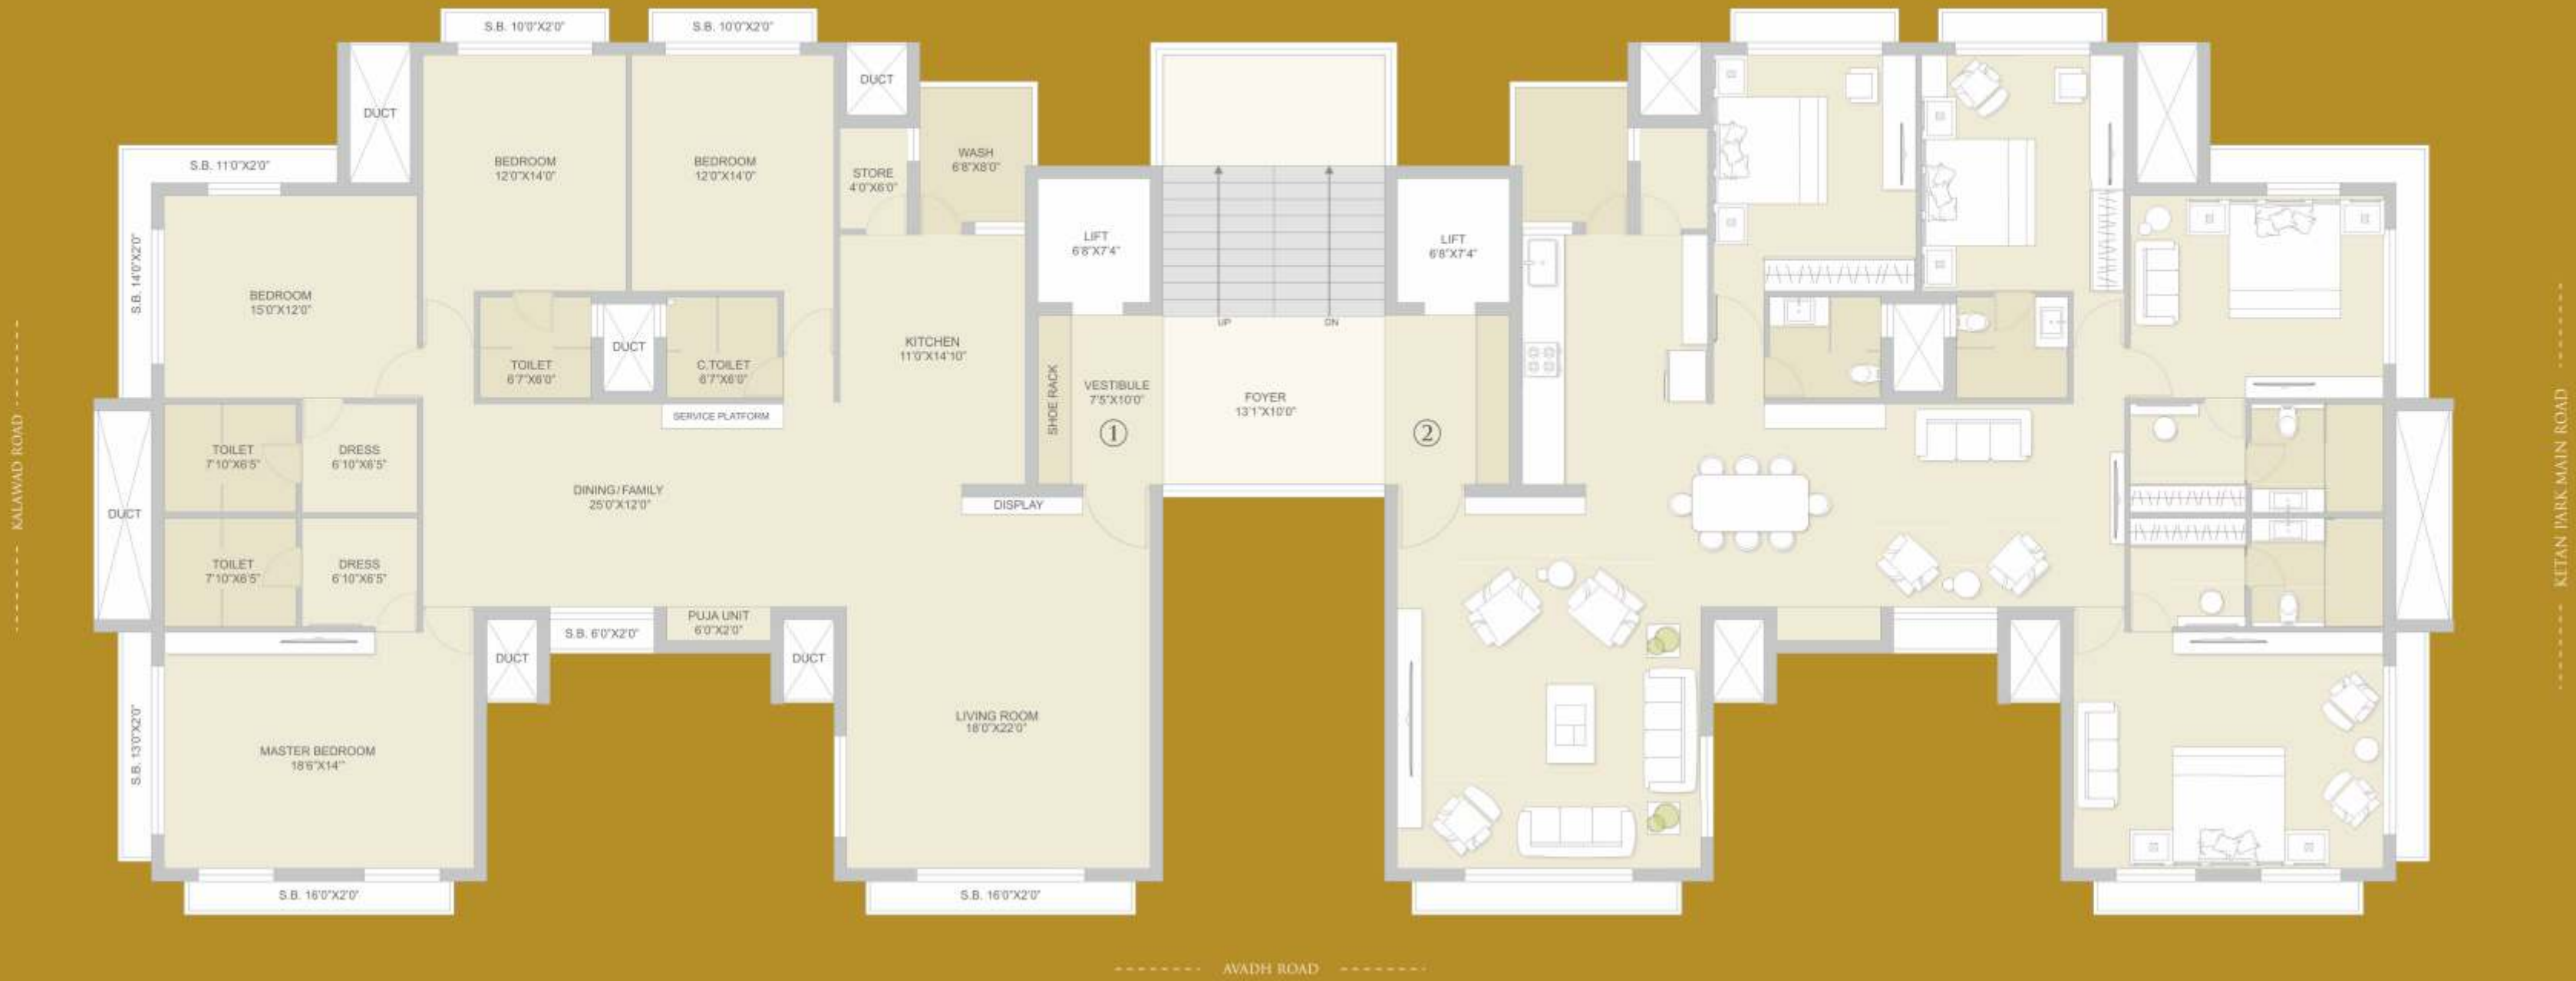 S.B. 10'0"X2'0"
S.B. 10'0"X2'0"
DUCT
DUCT
S.B. 11'0"X2'0"
BEDROOM
12'0"X14'0"
BEDROOM
12'0"X14'0"
STORE
4'0"X6'0"
WASH
6'8"X8'0"
S.B. 14'0"X2'0"
LIFT
6'8"X7'4"
LIFT
6'8"X7'4"
BEDROOM
15'0"X12'0"
UP
DN
KITCHEN
11'0"X14'10"
DUCT
TOILET
6'7"X6'0"
C.TOILET
6'7"X6'0"
SHOE RACK
VESTIBULE
7'5"X10'0"
FOYER
13'1"X10'0"
SERVICE PLATFORM
1
2
KALAWAD ROAD
KETAN PARK MAIN ROAD
TOILET
7'10"X6'5"
DRESS
6'10"X6'5"
DINING/FAMILY
25'0"X12'0"
DISPLAY
DUCT
TOILET
7'10"X6'5"
DRESS
6'10"X6'5"
PUJA UNIT
6'0"X2'0"
S.B. 6'0"X2'0"
DUCT
DUCT
S.B. 13'0"X2'0"
LIVING ROOM
18'0"X22'0"
MASTER BEDROOM
18'6"X14'"
S.B. 16'0"X2'0"
S.B. 16'0"X2'0"
AVADH ROAD